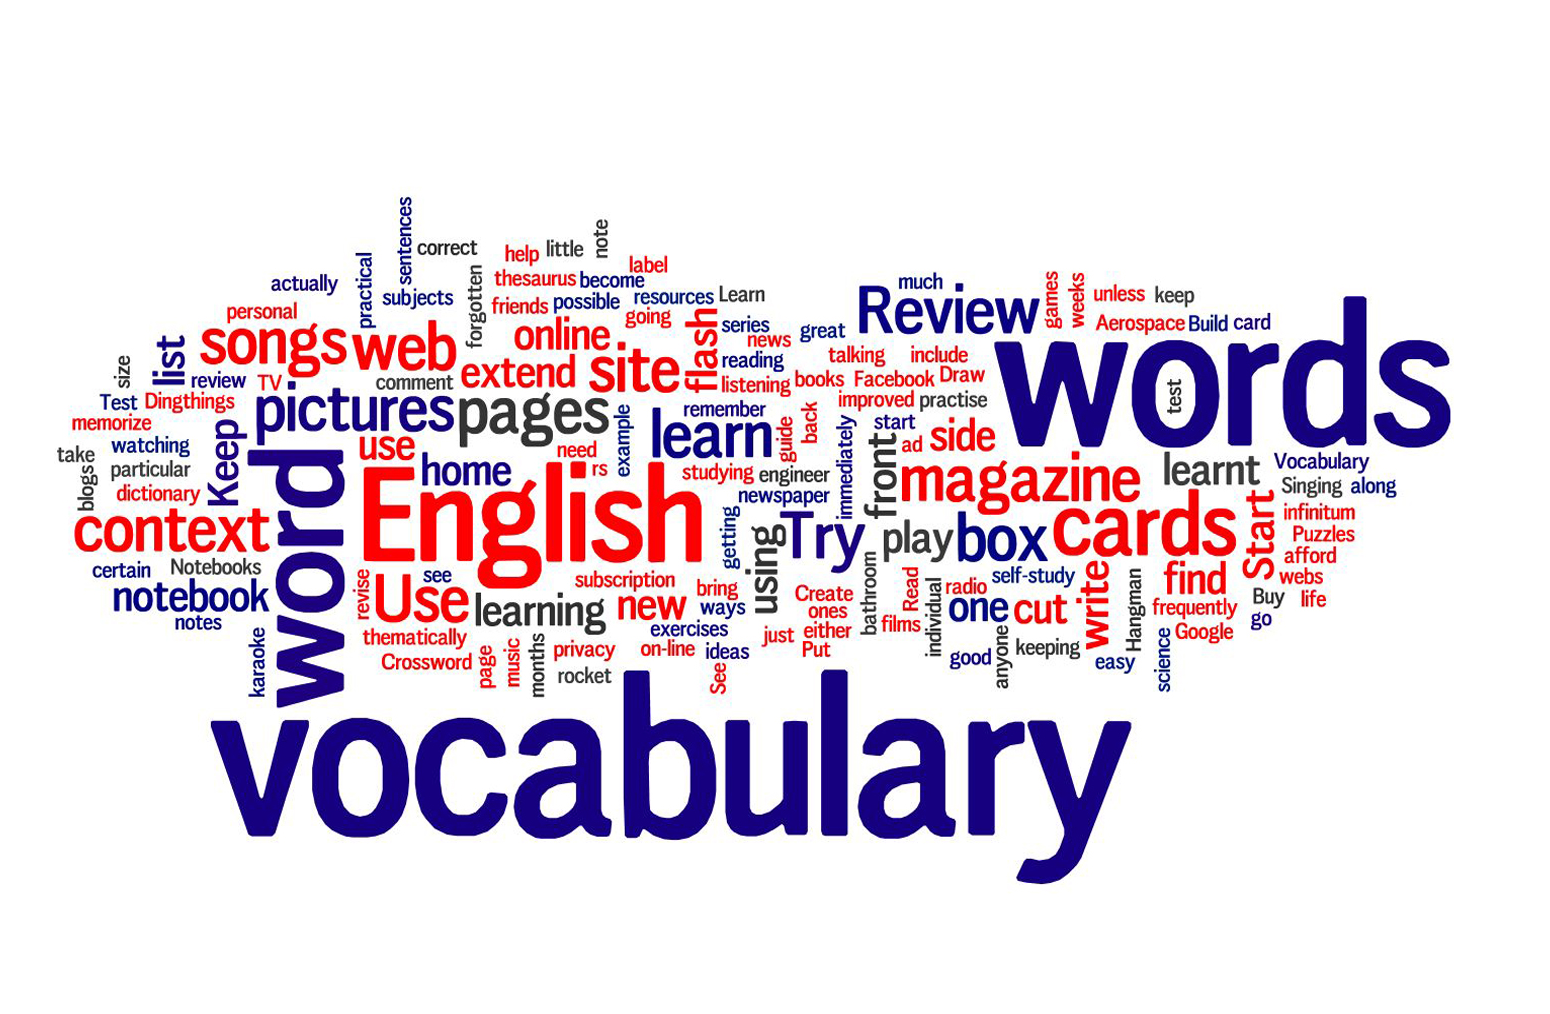 sentences
correct
note
help
little
practical
actually
forgotten
thesaurus
become
label
subjects
friends
possible
resources
Learn
going
personal
songs
web
online
flash
series
news
great
Review
much
games
weeks
unless
keep
Aerospace
Build
card
words
test
list
size
review
TV
comment
extend
site
reading
listening
talking
include
books
Facebook
Draw
improved
practise
Test
Dingthings
memorize
pictures
pages
example
remember
learn
guide
back
start
ad
side
immediately
front
take
watching
particular
blogs
dictionary
Keep
use
home
need
rs
studying
engineer
newspaper
magazine
learnt
Vocabulary
Singing
along
context
word
English
getting
using
Try
play
box
cards
Start
infinitum
Puzzles
afford
webs
life
certain
Notebooks
notebook
notes
revise
see
Use
learning
subscription
new
bring
ways
Create
ones
either
Put
just
bathroom
Read
films
individual
radio
self-study
one
cut
write
Hangman
find
frequently
Google
Buy
go
karaoke
thematically
Crossword
page
music
months
privacy
rocket
exercises
on-line
ideas
See
good
anyone
keeping
easy
science
vocabulary